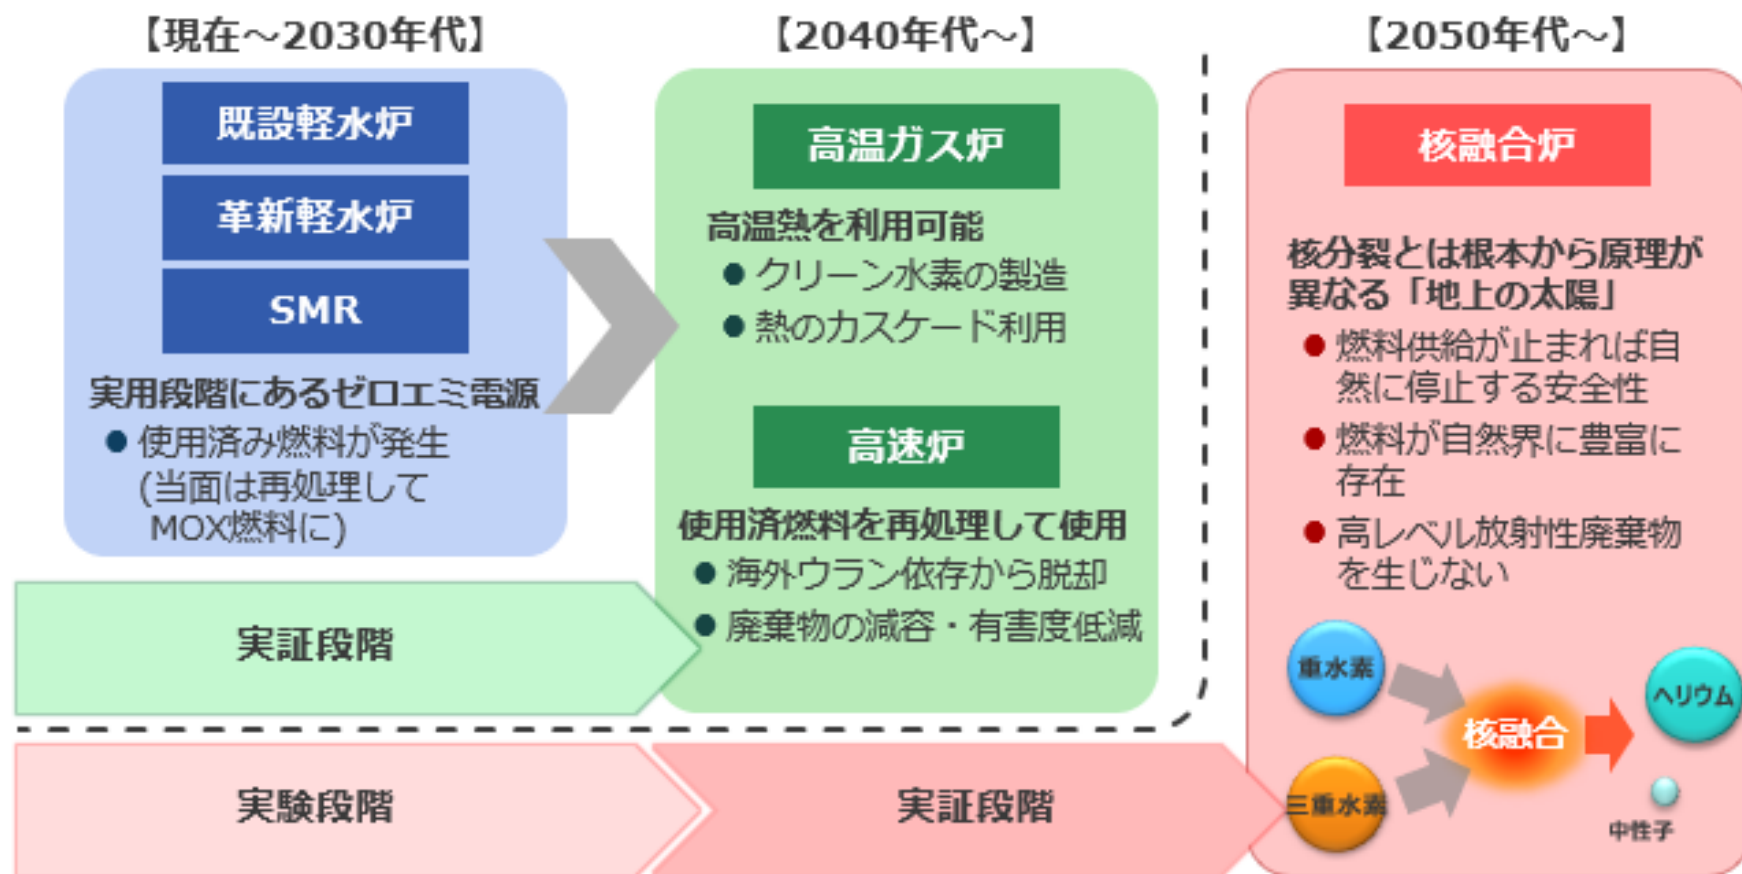 【現在～2030年代】
既設軽水炉
革新軽水炉
SMR
実用段階にあるゼロエミ電源
● 使用済み燃料が発生
(当面は再処理して
MOX燃料に)
【2040年代～】
高温ガス炉
高温熱を利用可能
● クリーン水素の製造
● 熱のカスケード利用
高速炉
使用済燃料を再処理して使用
● 海外ウラン依存から脱却
● 廃棄物の減容・有害度低減
実証段階
【2050年代～】
核融合炉
核分裂とは根本から原理が
異なる「地上の太陽」
● 燃料供給が止まれば自
然に停止する安全性
● 燃料が自然界に豊富に
存在
● 高レベル放射性廃棄物
を生じない
重水素
三重水素
核融合
ヘリウム
中性子
実験段階
実証段階